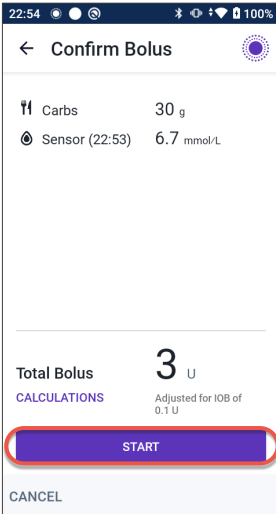 22:54 100%
Confirm Bolus
Carbs 30 g
Sensor (22:53) 6.7 mmol/L
Total Bolus 3 U
CALCULATIONS Adjusted for IOB of
0.1 U
START
CANCEL